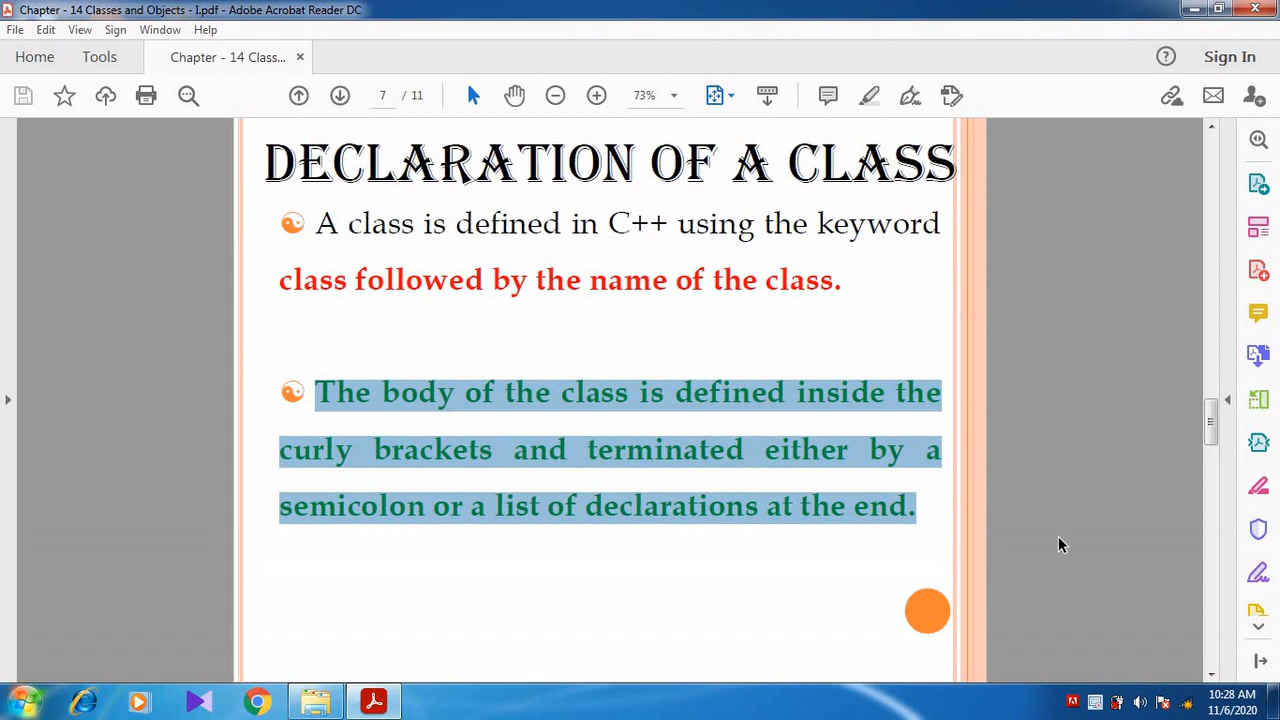 Chapter - 14 Classes and Objects - I.pdf - Adobe Acrobat Reader DC
File Edit View Sign Window Help
Home Tools Chapter - 14 Class... × Sign In
7 / 11 73%
DECLARATION OF A CLASS
A class is defined in C++ using the keyword
class followed by the name of the class.
The body of the class is defined inside the
curly brackets and terminated either by a
semicolon or a list of declarations at the end.
10:28 AM
11/6/2020